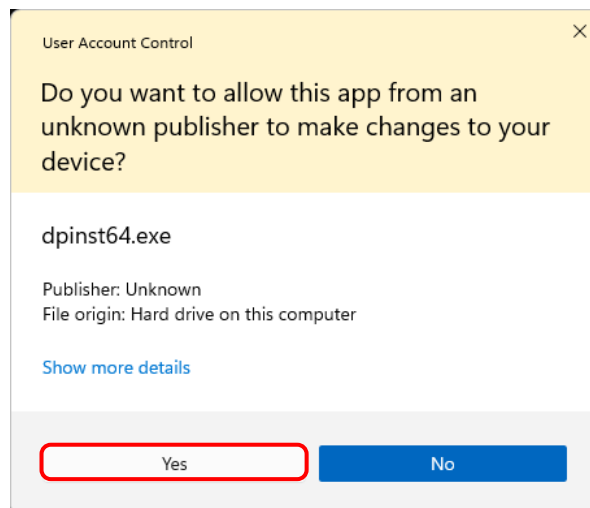 User Account Control
Do you want to allow this app from an
unknown publisher to make changes to your
device?
dpinst64.exe
Publisher: Unknown
File origin: Hard drive on this computer
Show more details
Yes
No